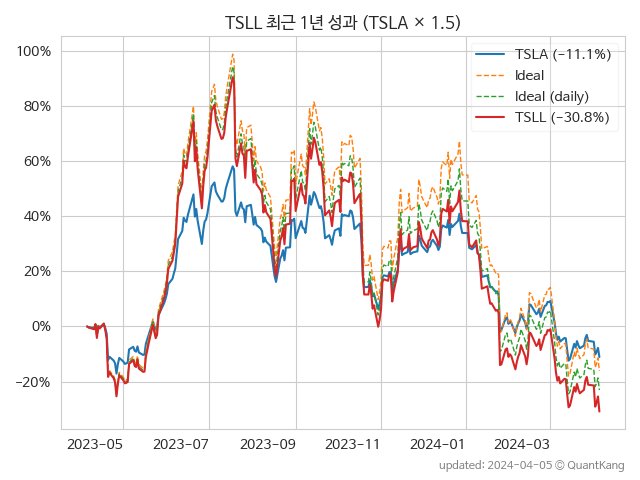 TSLL 최근 1년 성과 (TSLA × 1.5)
100%
80%
60%
40%
20%
0%
−20%
TSLA (−11.1%)
Ideal
Ideal (daily)
TSLL (−30.8%)
2023-05
2023-07
2023-09
2023-11
2024-01
2024-03
updated: 2024-04-05 © QuantKang